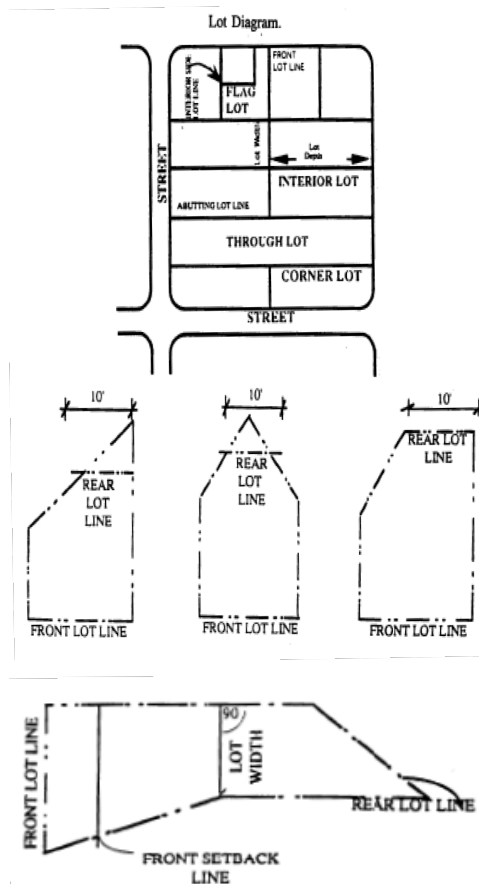 Lot Diagram.
INTERIOR SIDE
LOT LINE
FRONT
LOT LINE
FLAG
LOT
STREET
Lot Width
Lot
Depth
INTERIOR LOT
ABUTTING LOT LINE
THROUGH LOT
CORNER LOT
STREET
10'
10'
10'
REAR
LOT
LINE
REAR
LOT
LINE
REAR LOT
LINE
FRONT LOT LINE
FRONT LOT LINE
FRONT LOT LINE
FRONT LOT LINE
90
LOT
WIDTH
REAR LOT LINE
FRONT SETBACK
LINE